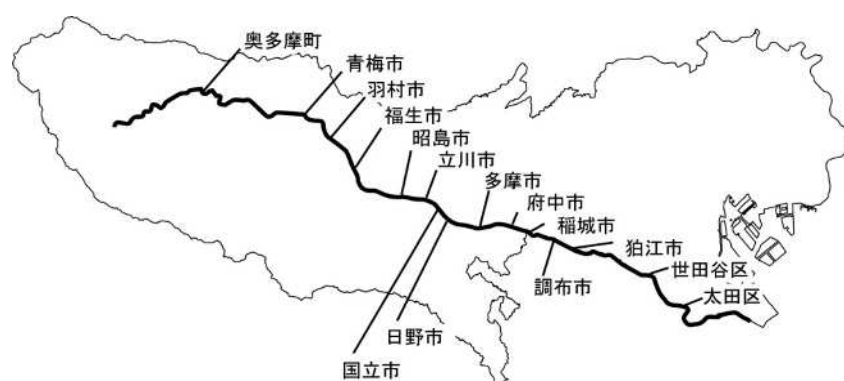 奥多摩町
青梅市
羽村市
福生市
昭島市
立川市
多摩市
府中市
稲城市
狛江市
世田谷区
太田区
調布市
日野市
国立市